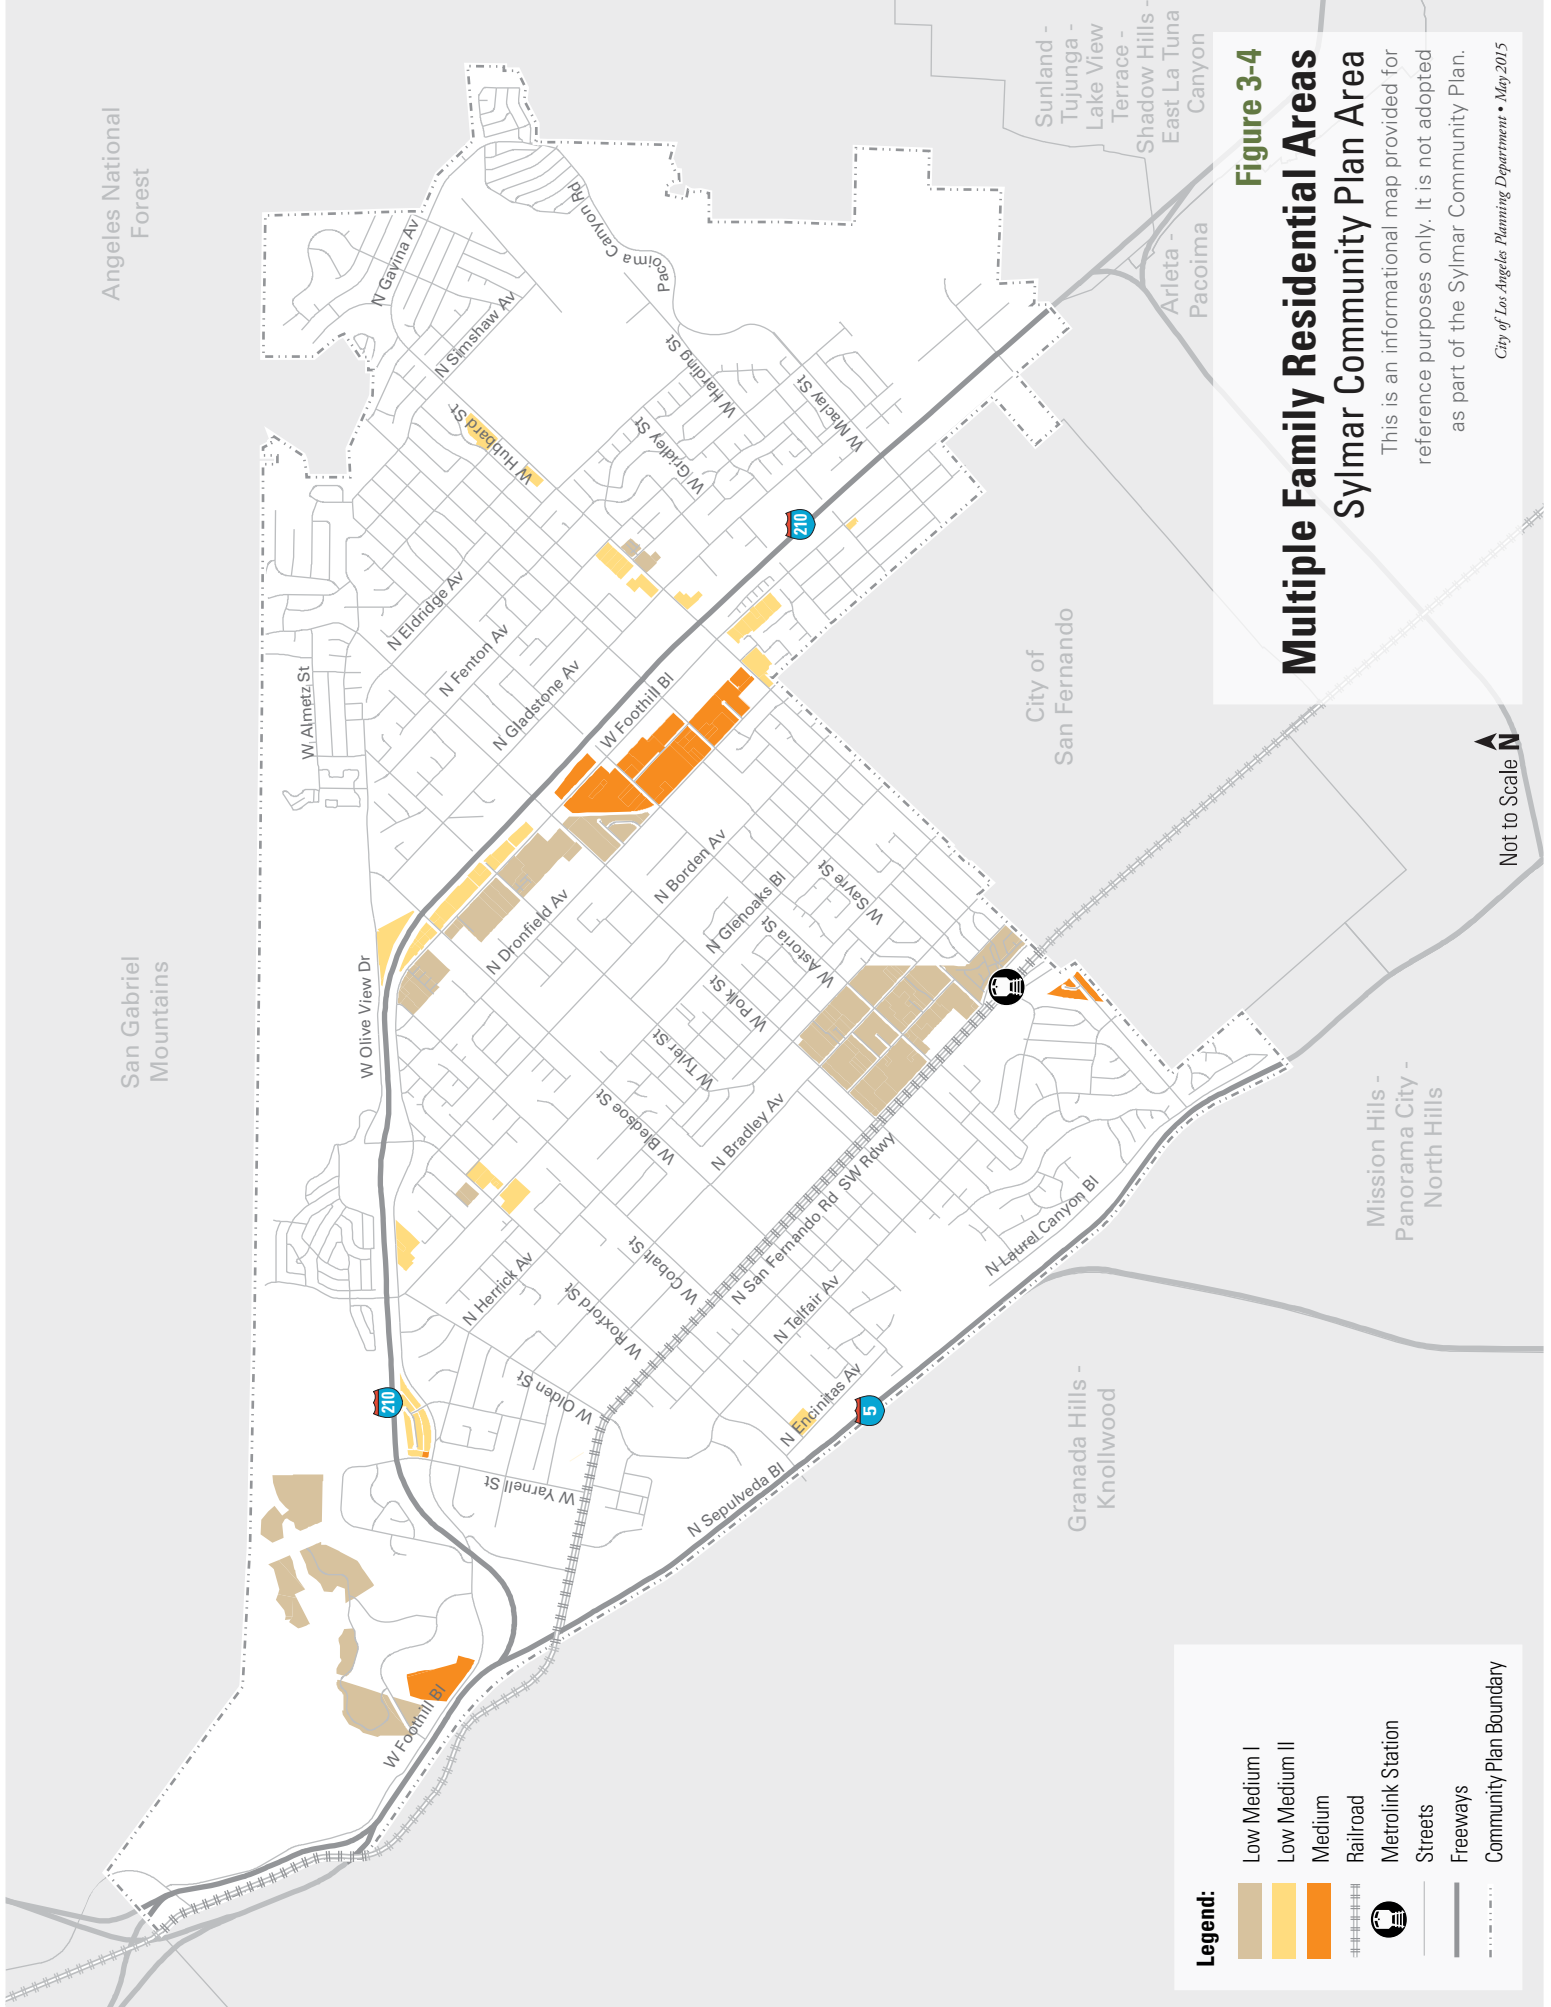 Figure 3-4
Multiple Family Residential Areas
Sylmar Community Plan Area
This is an informational map provided for
reference purposes only. It is not adopted
as part of the Sylmar Community Plan.
City of Los Angeles Planning Department • May 2015
Angeles National
Forest
San Gabriel
Mountains
Sunland -
Tujunga -
Lake View
Terrace -
Shadow Hills -
East La Tuna
Canyon
Arleta -
Pacoima
City of
San Fernando
Mission Hils -
Panorama City -
North Hills
Granada Hills -
Knollwood
N Gavina Av
N Simshaw Av
Pacoima Canyon Rd
W Hubbard St
W Harding St
W Gridley St
W Maclay St
N Eldridge Av
N Fenton Av
N Gladstone Av
W Almetz St
W Foothill Bl
210
N Borden Av
N Dronfield Av
N Glenoaks Bl
W Sayre St
W Astoria St
W Polk St
W Tyler St
W Olive View Dr
W Bledsoe St
N Bradley Av
SW Rdwy
N San Fernando Rd
N Laurel Canyon Bl
W Cobalt St
N Herrick Av
W Roxford St
N Telfair Av
W Olden St
N Encinitas Av
5
210
W Yarnell St
N Sepulveda Bl
W Foothill Bl
N
Not to Scale
Legend:
Low Medium I
Low Medium II
Medium
Railroad
Metrolink Station
Streets
Freeways
Community Plan Boundary